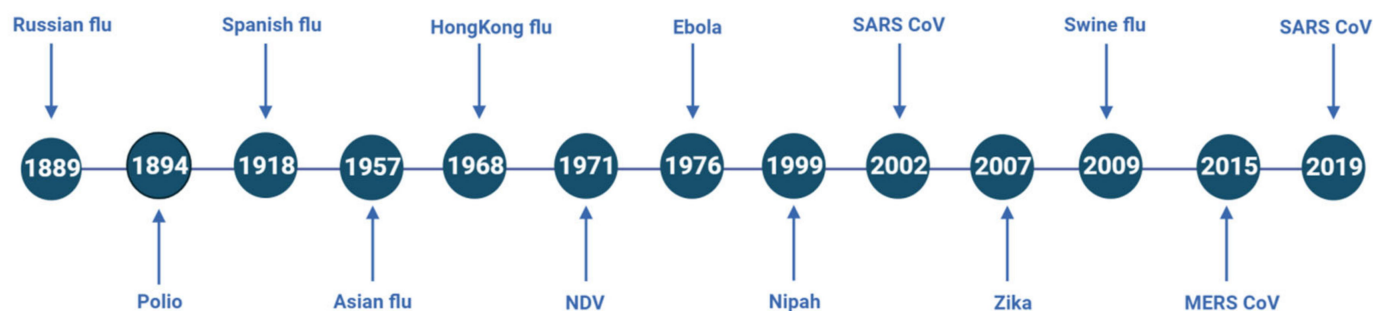 Russian flu
Spanish flu
HongKong flu
Ebola
SARS CoV
Swine flu
SARS CoV
1889
1894
1918
1957
1968
1971
1976
1999
2002
2007
2009
2015
2019
Polio
Asian flu
NDV
Nipah
Zika
MERS CoV